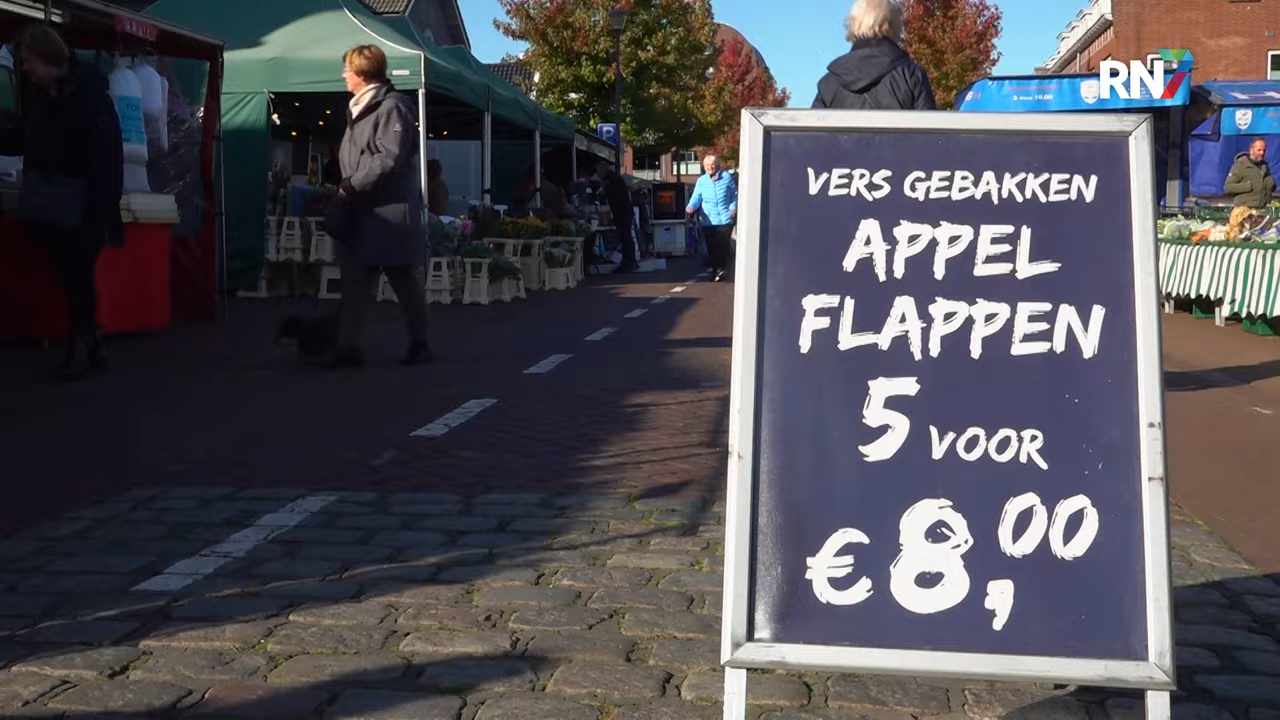 RN7
P
VERS GEBAKKEN
APPEL
FLAPPEN
5 VOOR
€8,00